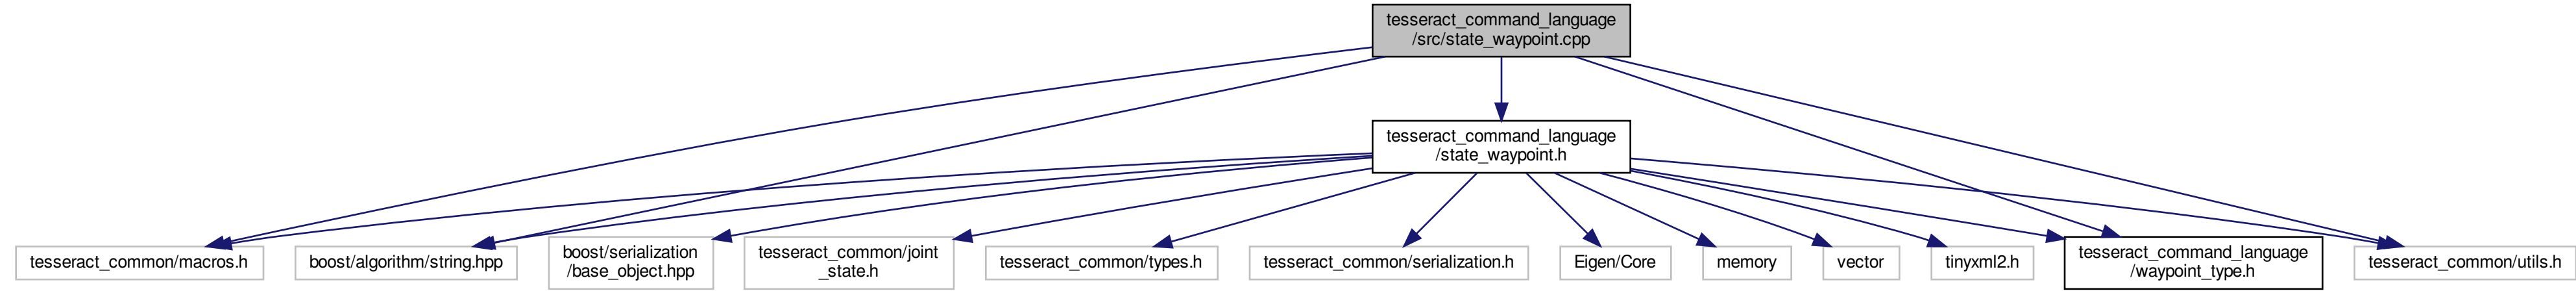 tesseract_command_language
/src/state_waypoint.cpp
tesseract_command_language
/state_waypoint.h
tesseract_common/macros.h
boost/algorithm/string.hpp
boost/serialization
/base_object.hpp
tesseract_common/joint
_state.h
tesseract_common/types.h
tesseract_common/serialization.h
Eigen/Core
memory
vector
tinyxml2.h
tesseract_command_language
/waypoint_type.h
tesseract_common/utils.h